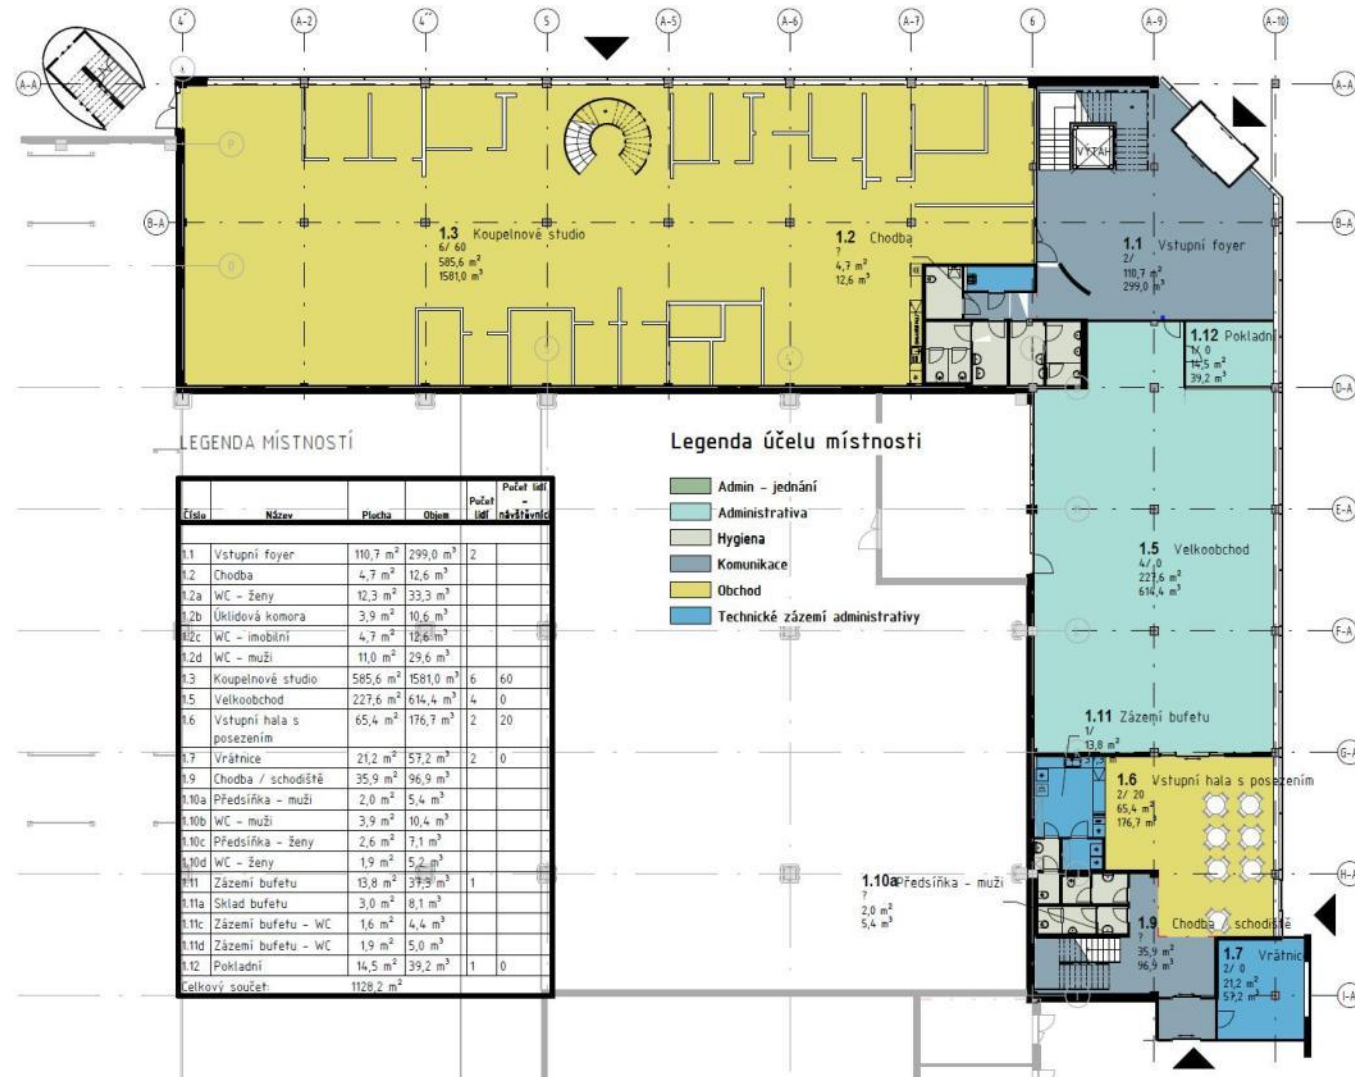 4' A-2 4'' 5 A-5 A-6 A-7 6 A-9 A-10
A-A A-A
P
VÝTAH
B-A B-A
1.3 Koupelnové studio
6/ 60
585,6 m²
1581,0 m³
1.2 Chodba
?
4,7 m²
12,6 m³
1.1 Vstupní foyer
2/
110,7 m²
299,0 m³
1.12 Pokladní
1/ 0
14,5 m²
39,2 m³
D-A
LEGENDA MÍSTNOSTÍ
Číslo Název Plocha Objem Počet lidí Počet lidí - návštěvníci
1.1 Vstupní foyer 110,7 m² 299,0 m³ 2
1.2 Chodba 4,7 m² 12,6 m³
1.2a WC - ženy 12,3 m² 33,3 m³
1.2b Úklidová komora 3,9 m² 10,6 m³
1.2c WC - imobilní 4,7 m² 12,6 m³
1.2d WC - muži 11,0 m² 29,6 m³
1.3 Koupelnové studio 585,6 m² 1581,0 m³ 6 60
1.5 Velkoobchod 227,6 m² 614,4 m³ 4 0
1.6 Vstupní hala s 65,4 m² 176,7 m³ 2 20
posezením
1.7 Vrátnice 21,2 m² 57,2 m³ 2 0
1.9 Chodba / schodiště 35,9 m² 96,9 m³
1.10a Předsíňka - muži 2,0 m² 5,4 m³
1.10b WC - muži 3,9 m² 10,4 m³
1.10c Předsíňka - ženy 2,6 m² 7,1 m³
1.10d WC - ženy 1,9 m² 5,2 m³
1.11 Zázemí bufetu 13,8 m² 37,3 m³ 1
1.11a Sklad bufetu 3,0 m² 8,1 m³
1.11c Zázemí bufetu - WC 1,6 m² 4,4 m³
1.11d Zázemí bufetu - WC 1,9 m² 5,0 m³
1.12 Pokladní 14,5 m² 39,2 m³ 1 0
Celkový součet: 1128,2 m²
Legenda účelu místnosti
Admin - jednání
Administrativa
Hygiena
Komunikace
Obchod
Technické zázemí administrativy
E-A
1.5 Velkoobchod
4/ 0
227,6 m²
614,4 m³
F-A
1.11 Zázemí bufetu
1/
13,8 m²
37,3 m³
G-A
1.6 Vstupní hala s posezením
2/ 20
65,4 m²
176,7 m³
H-A
1.10a Předsíňka - muži
?
2,0 m²
5,4 m³
1.9 Chodba / schodiště
?
35,9 m²
96,9 m³
1.7 Vrátnic
2/ 0
21,2 m²
57,2 m³
I-A